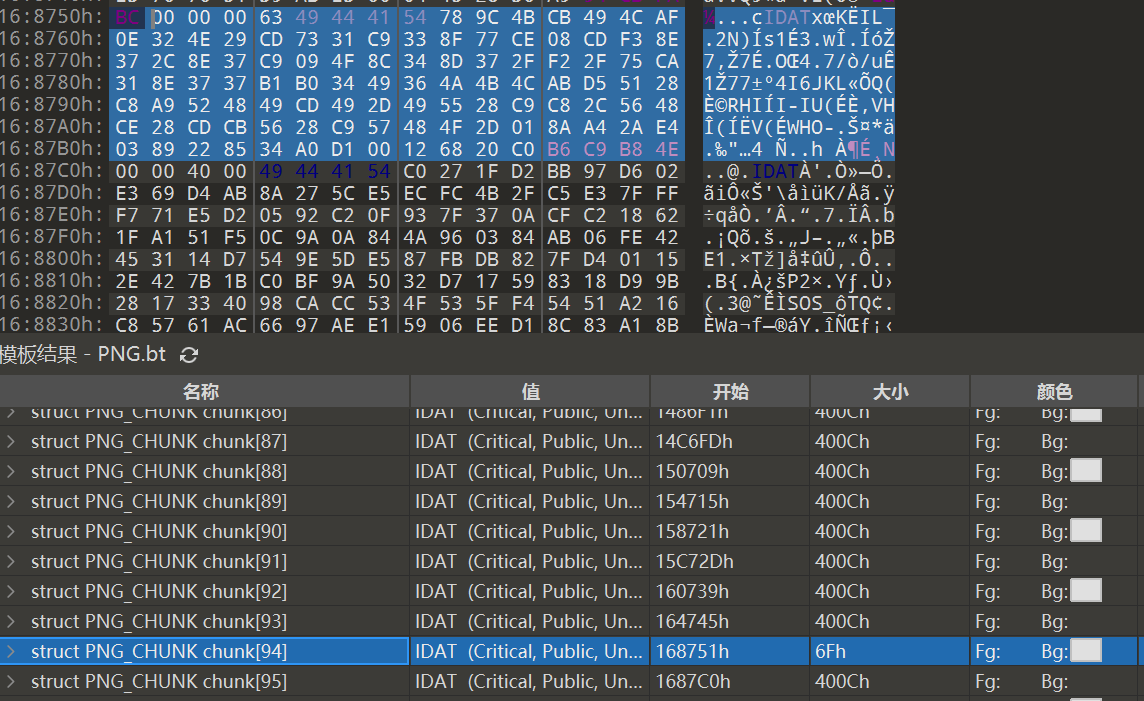 16:8750h: BC 00 00 00 63 49 44 41 54 78 9C 4B CB 49 4C AF ¼...cIDATxœKËIL¯
16:8760h: 0E 32 4E 29 CD 73 31 C9 33 8F 77 CE 08 CD F3 8E .2N)Ís1É3.wÎ.ÍóŽ
16:8770h: 37 2C 8E 37 C9 09 4F 8C 34 8D 37 2F F2 2F 75 CA 7,Ž7É.OŒ4.7/ò/uÊ
16:8780h: 31 8E 37 37 B1 B0 34 49 36 4A 4B 4C AB D5 51 28 1Ž77±°4I6JKL«ÕQ(
16:8790h: C8 A9 52 48 49 CD 49 2D 49 55 28 C9 C8 2C 56 48 È©RHIÍI-IU(ÉÈ,VH
16:87A0h: CE 28 CD CB 56 28 C9 57 48 4F 2D 01 8A A4 2A E4 Î(ÍËV(ÉWHO-.Š¤*ä
16:87B0h: 03 89 22 85 34 A0 D1 00 12 68 20 C0 B6 C9 B8 4E .‰"…4 Ñ..h À¶É¸N
16:87C0h: 00 00 40 00 49 44 41 54 C0 27 1F D2 BB 97 D6 02 ..@.IDATÀ'.Ò»—Ö.
16:87D0h: E3 69 D4 AB 8A 27 5C E5 EC FC 4B 2F C5 E3 7F FF ãiÔ«Š'\åìüK/Åã.ÿ
16:87E0h: F7 71 E5 D2 05 92 C2 0F 93 7F 37 0A CF C2 18 62 ÷qåÒ.’Â.“.7.ÏÂ.b
16:87F0h: 1F A1 51 F5 0C 9A 0A 84 4A 96 03 84 AB 06 FE 42 .¡Qõ.š.„J–.„«.þB
16:8800h: 45 31 14 D7 54 9E 5D E5 87 FB DB 82 7F D4 01 15 E1.×Tž]å‡ûÛ‚.Ô..
16:8810h: 2E 42 7B 1B C0 BF 9A 50 32 D7 17 59 83 18 D9 9B .B{.À¿šP2×.Yƒ.Ù›
16:8820h: 28 17 33 40 98 CA CC 53 4F 53 5F F4 54 51 A2 16 (.3@˜ÊÌSOS_ôTQ¢.
16:8830h: C8 57 61 AC 66 97 AE E1 59 06 EE D1 8C 83 A1 8B ÈWa¬f—®áY.îÑŒƒ¡‹
模板结果 - PNG.bt
名称 值 开始 大小 颜色
struct PNG_CHUNK chunk[86] IDAT (Critical, Public, Un... 1486F1h 400Ch Fg: Bg:
struct PNG_CHUNK chunk[87] IDAT (Critical, Public, Un... 14C6FDh 400Ch Fg: Bg:
struct PNG_CHUNK chunk[88] IDAT (Critical, Public, Un... 150709h 400Ch Fg: Bg:
struct PNG_CHUNK chunk[89] IDAT (Critical, Public, Un... 154715h 400Ch Fg: Bg:
struct PNG_CHUNK chunk[90] IDAT (Critical, Public, Un... 158721h 400Ch Fg: Bg:
struct PNG_CHUNK chunk[91] IDAT (Critical, Public, Un... 15C72Dh 400Ch Fg: Bg:
struct PNG_CHUNK chunk[92] IDAT (Critical, Public, Un... 160739h 400Ch Fg: Bg:
struct PNG_CHUNK chunk[93] IDAT (Critical, Public, Un... 164745h 400Ch Fg: Bg:
struct PNG_CHUNK chunk[94] IDAT (Critical, Public, Un... 168751h 6Fh Fg: Bg:
struct PNG_CHUNK chunk[95] IDAT (Critical, Public, Un... 1687C0h 400Ch Fg: Bg: